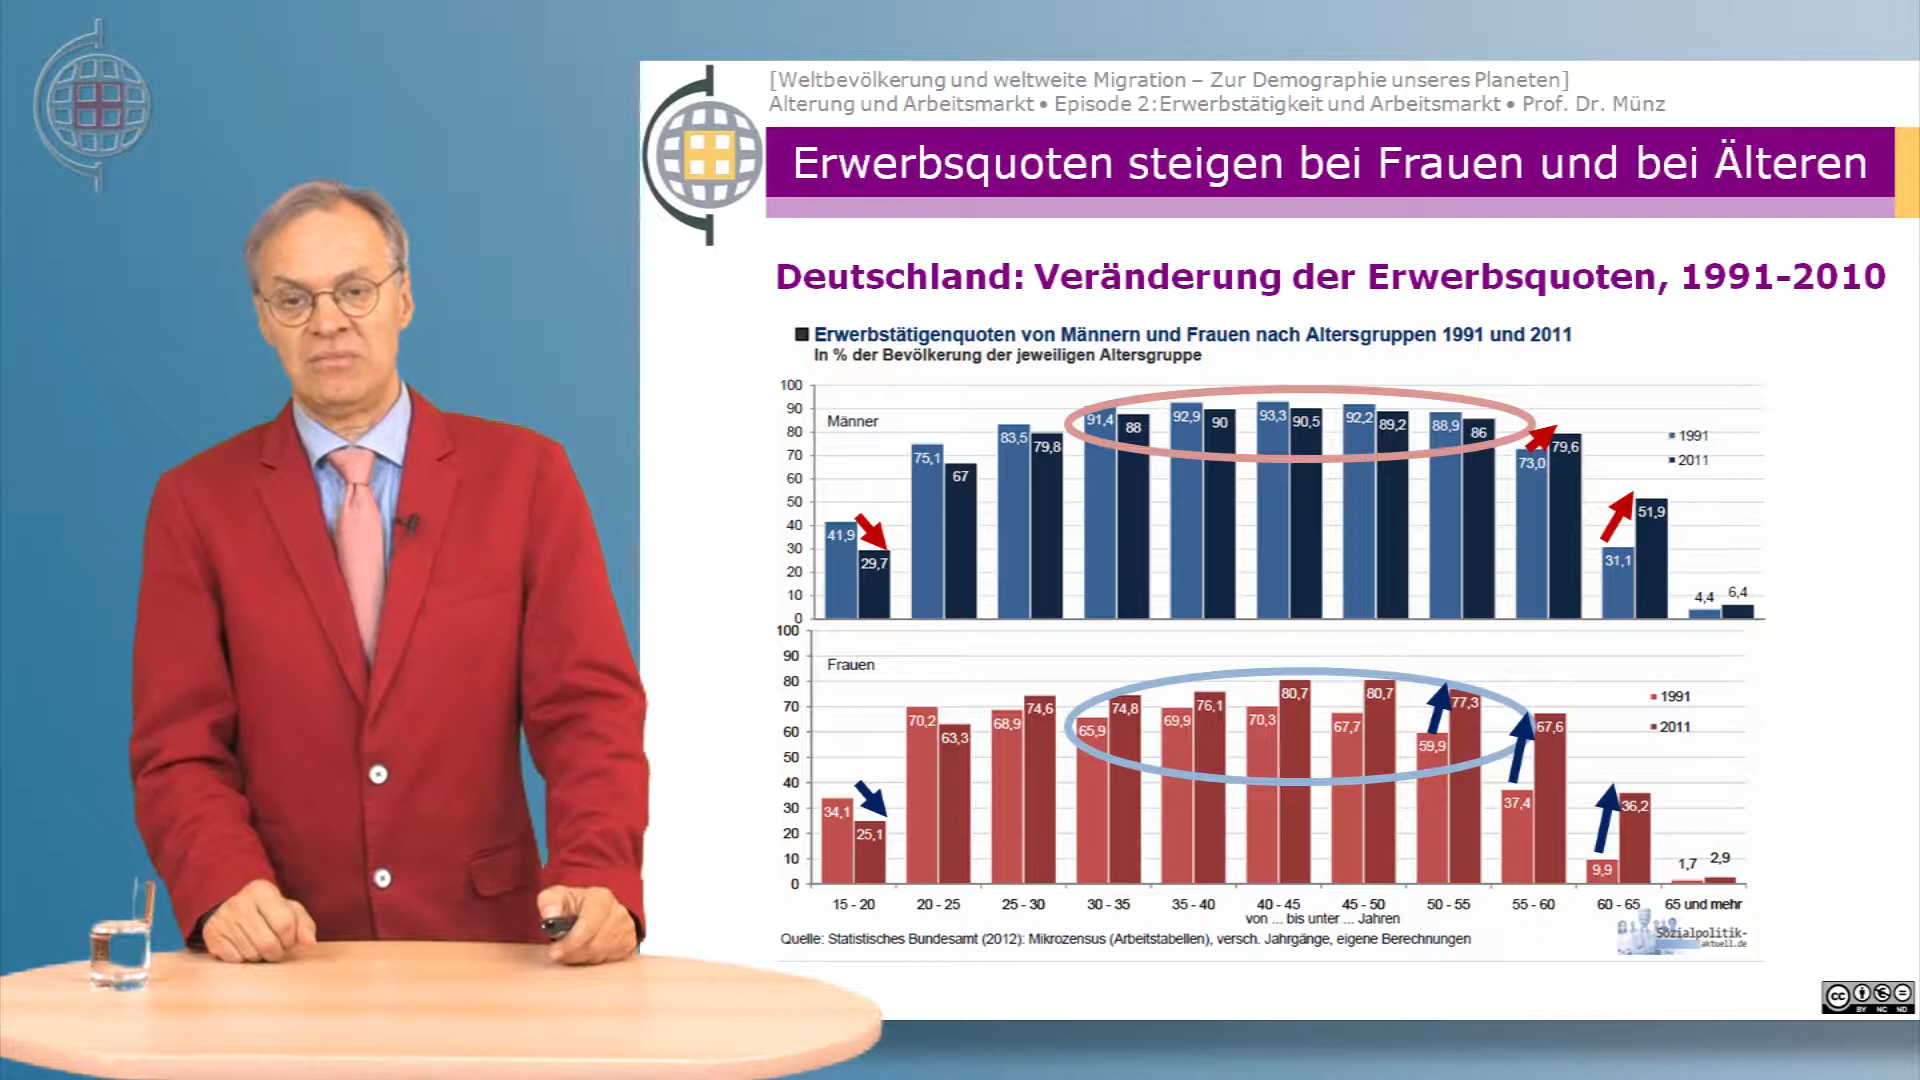 [Weltbevölkerung und weltweite Migration – Zur Demographie unseres Planeten]
Alterung und Arbeitsmarkt • Episode 2:Erwerbstätigkeit und Arbeitsmarkt • Prof. Dr. Münz
Erwerbsquoten steigen bei Frauen und bei Älteren
Deutschland: Veränderung der Erwerbsquoten, 1991-2010
Erwerbstätigenquoten von Männern und Frauen nach Altersgruppen 1991 und 2011
In % der Bevölkerung der jeweiligen Altersgruppe
100
90
80
70
60
50
40
30
20
10
0
Männer
41,9 29,7 75,1 67 83,5 79,8 91,4 88 92,9 90 93,3 90,5 92,2 89,2 88,9 86 73,0 79,6 31,1 51,9 4,4 6,4
1991
2011
100
90
80
70
60
50
40
30
20
10
0
Frauen
34,1 25,1 70,2 63,3 68,9 74,6 65,9 74,8 69,9 76,1 70,3 80,7 67,7 80,7 59,9 77,3 37,4 67,6 9,9 36,2 1,7 2,9
1991
2011
15 - 20 20 - 25 25 - 30 30 - 35 35 - 40 40 - 45 45 - 50 50 - 55 55 - 60 60 - 65 65 und mehr
von ... bis unter ... Jahren
Quelle: Statistisches Bundesamt (2012): Mikrozensus (Arbeitstabellen), versch. Jahrgänge, eigene Berechnungen
Sozialpolitik-
aktuell.de
cc
BY NC ND